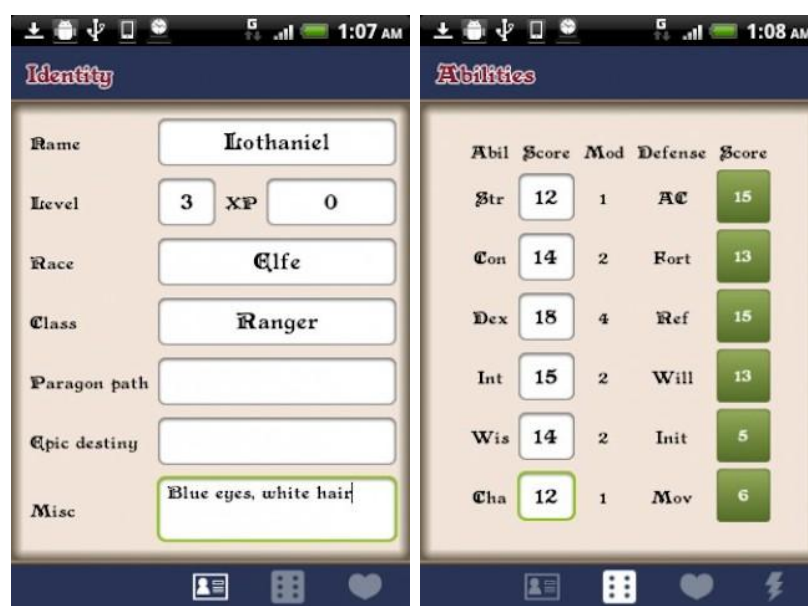 1:07 AM
Identity
Name Lothaniel
Level 3 XP 0
Race Elfe
Class Ranger
Paragon path
Epic destiny
Misc Blue eyes, white hair
1:08 AM
Abilities
Abil Score Mod Defense Score
Str 12 1 AC 15
Con 14 2 Fort 13
Dex 18 4 Ref 15
Int 15 2 Will 13
Wis 14 2 Init 5
Cha 12 1 Mov 6